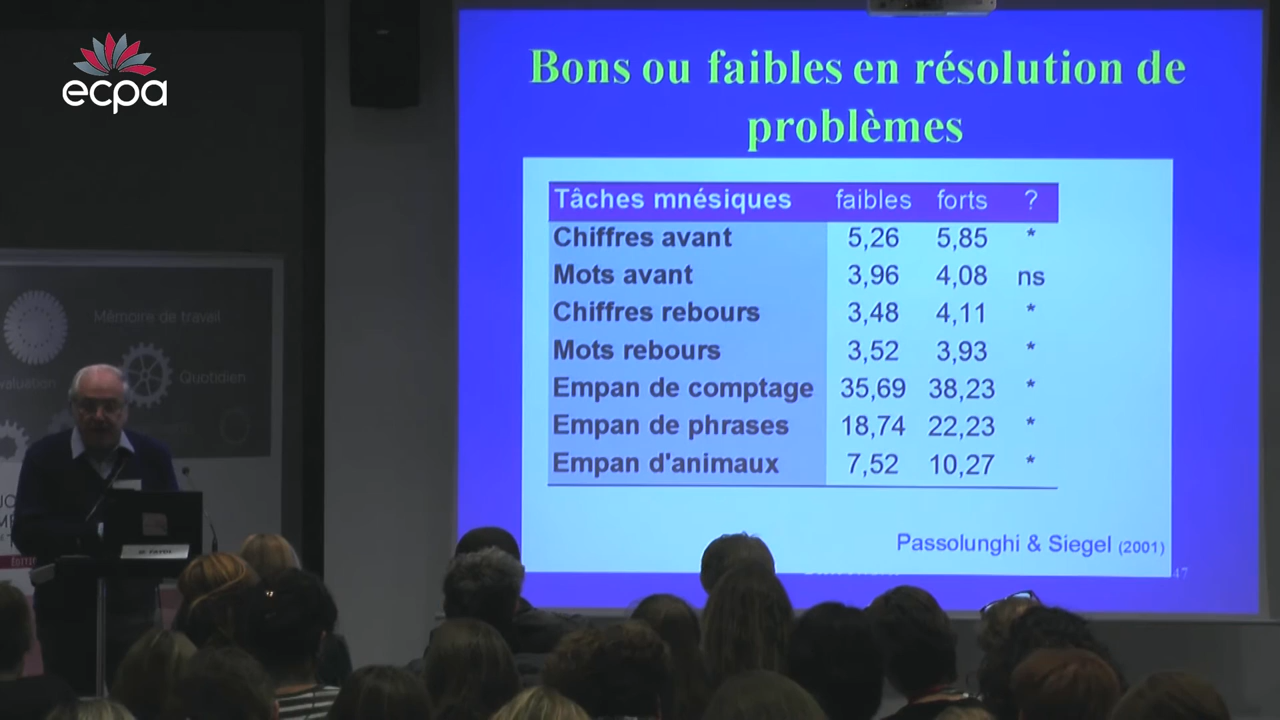 ecpa
Bons ou faibles en résolution de
problèmes
Tâches mnésiques faibles forts ?
Chiffres avant 5,26 5,85 *
Mots avant 3,96 4,08 ns
Chiffres rebours 3,48 4,11 *
Mots rebours 3,52 3,93 *
Empan de comptage 35,69 38,23 *
Empan de phrases 18,74 22,23 *
Empan d'animaux 7,52 10,27 *
Passolunghi & Siegel (2001)
47
Mémoire de travail
Quotidien